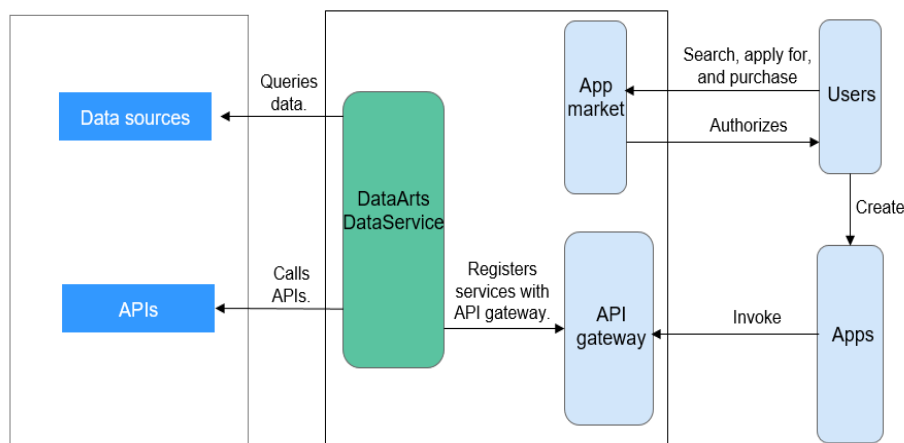 Data sources
APIs
Queries
data.
Calls
APIs.
DataArts
DataService
Registers
services with
API gateway.
App
market
API
gateway
Search, apply for,
and purchase
Authorizes
Users
Create
Invoke
Apps